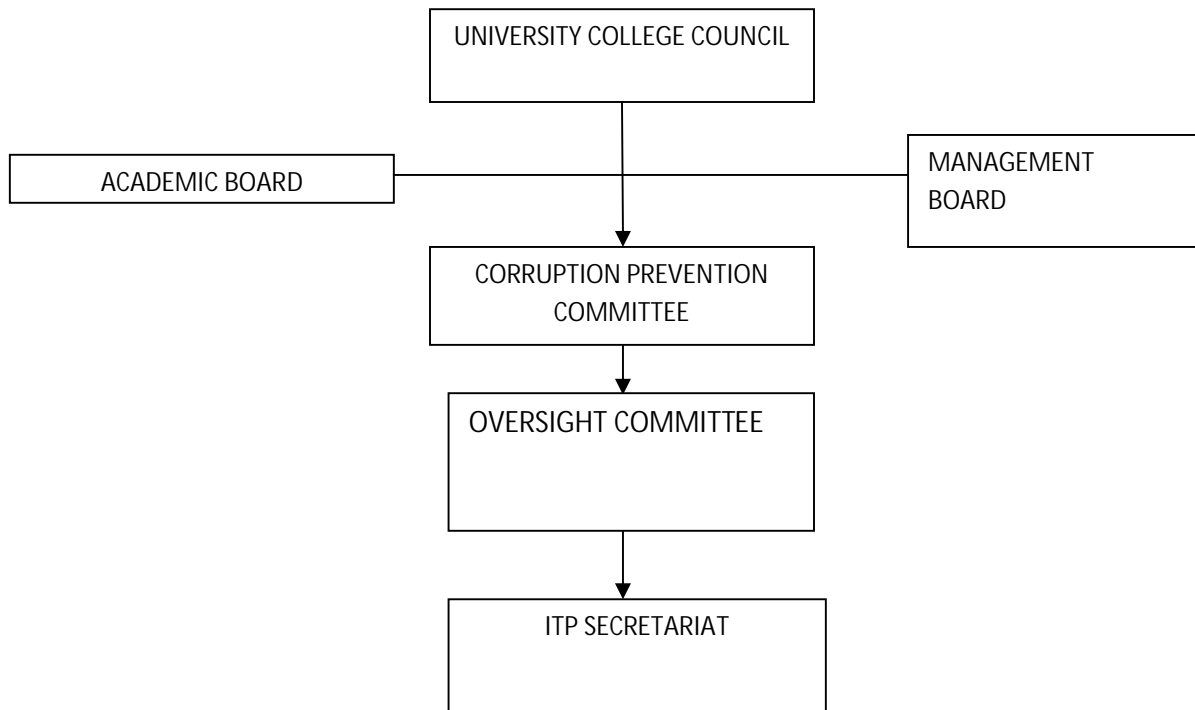 UNIVERSITY COLLEGE COUNCIL
ACADEMIC BOARD
MANAGEMENT
BOARD
CORRUPTION PREVENTION
COMMITTEE
OVERSIGHT COMMITTEE
ITP SECRETARIAT